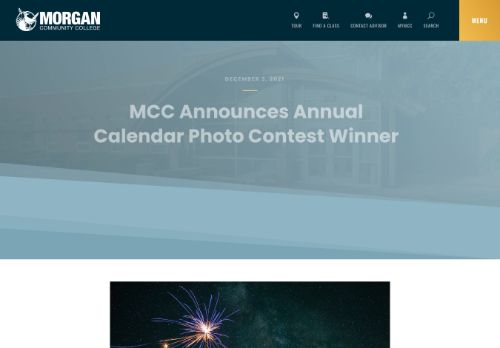 MORGAN
COMMUNITY COLLEGE
TOUR
FIND A CLASS
CONTACT ADVISOR
MYMCC
SEARCH
MENU
DECEMBER 3, 2021
MCC Announces Annual
Calendar Photo Contest Winner